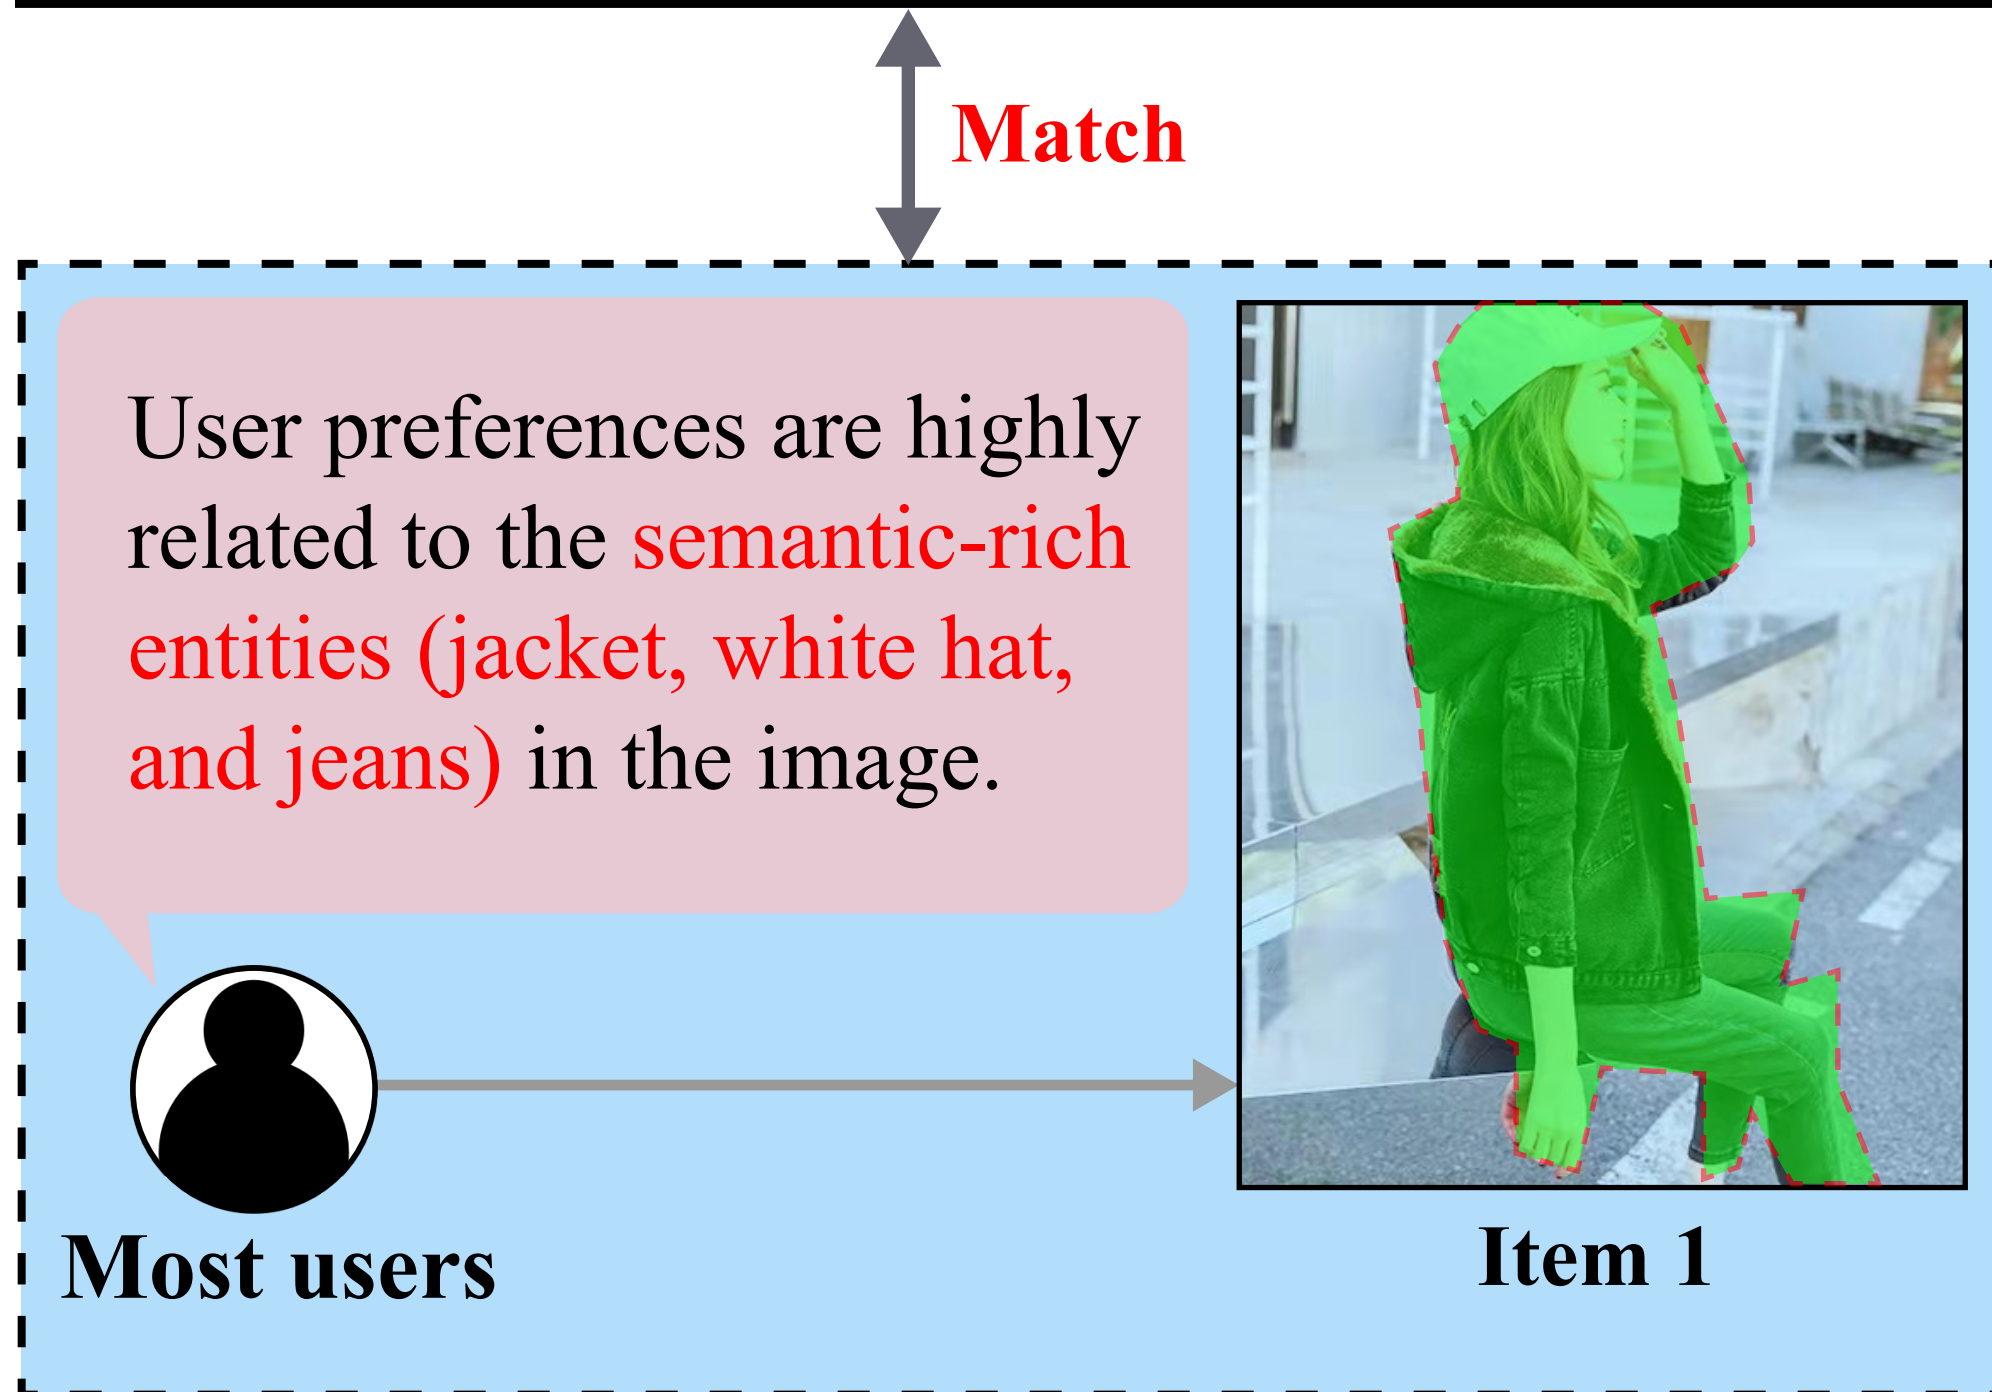 Match
User preferences are highly
related to the semantic-rich
entities (jacket, white hat,
and jeans) in the image.
Most users
Item 1